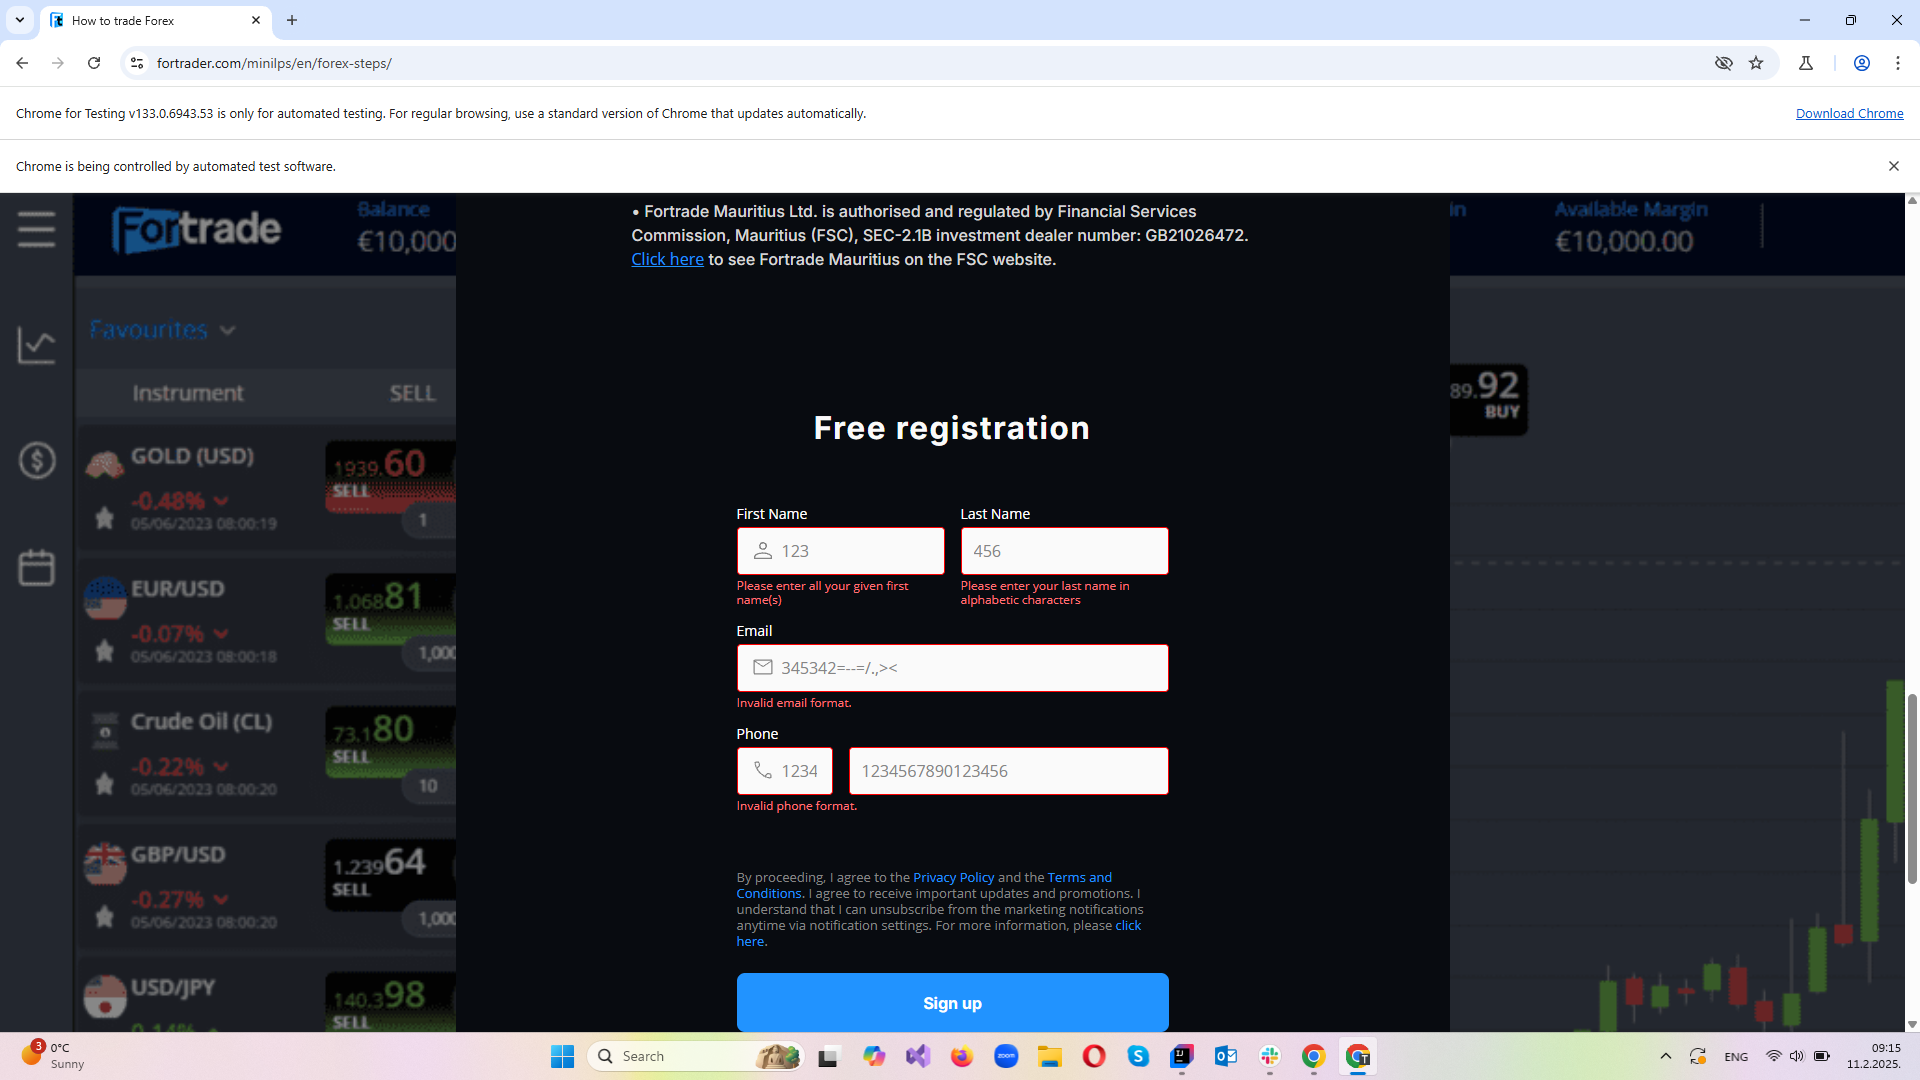 How to trade Forex
fortrader.com/minilps/en/forex-steps/
Chrome for Testing v133.0.6943.53 is only for automated testing. For regular browsing, use a standard version of Chrome that updates automatically.
Download Chrome
Chrome is being controlled by automated test software.
Fortrade
Balance
€10,000
in
Available Margin
€10,000.00
• Fortrade Mauritius Ltd. is authorised and regulated by Financial Services
Commission, Mauritius (FSC), SEC-2.1B investment dealer number: GB21026472.
Click here to see Fortrade Mauritius on the FSC website.
Favourites
Instrument
SELL
89.92
BUY
Free registration
GOLD (USD)
-0.48%
05/06/2023 08:00:19
1939.60
SELL
1
First Name
Last Name
123
456
Please enter all your given first
name(s)
Please enter your last name in
alphabetic characters
EUR/USD
-0.07%
05/06/2023 08:00:18
1.06881
SELL
1,000
Email
345342=--=/.,><
Invalid email format.
Crude Oil (CL)
-0.22%
05/06/2023 08:00:20
73.180
SELL
10
Phone
1234
1234567890123456
Invalid phone format.
GBP/USD
-0.27%
05/06/2023 08:00:20
1.23964
SELL
1,000
By proceeding, I agree to the Privacy Policy and the Terms and
Conditions. I agree to receive important updates and promotions. I
understand that I can unsubscribe from the marketing notifications
anytime via notification settings. For more information, please click
here.
USD/JPY
0.14%
140.398
SELL
Sign up
3
0°C
Sunny
Search
zoom
ENG
09:15
11.2.2025.